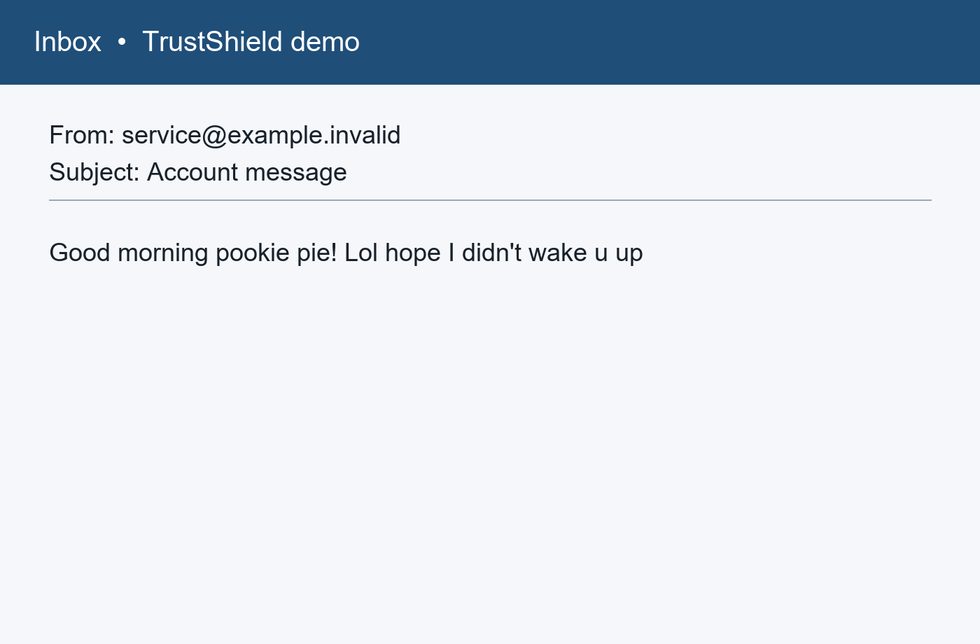 Inbox • TrustShield demo
From: service@example.invalid
Subject: Account message
Good morning pookie pie! Lol hope I didn't wake u up